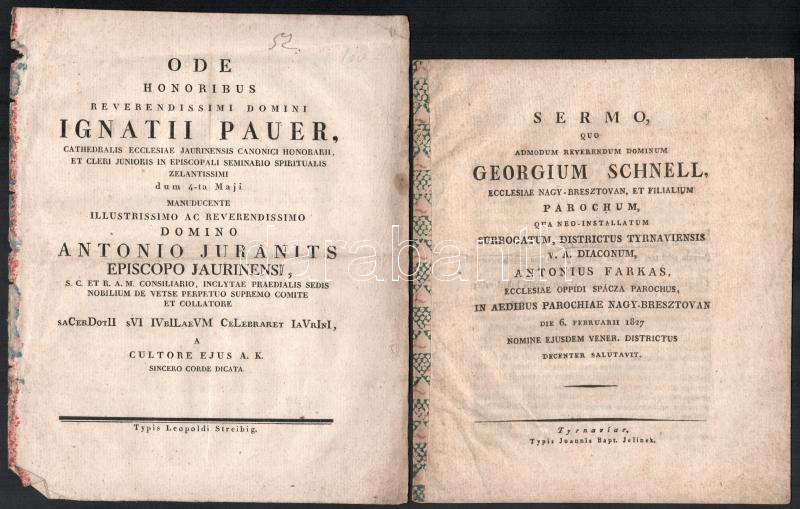 52
100
ODE
HONORIBUS
REVERENDISSIMI DOMINI
IGNATII PAUER,
CATHEDRALIS ECCLESIAE JAURINENSIS CANONICI HONORARII,
ET CLERI JUNIORIS IN EPISCOPALI SEMINARIO SPIRITUALIS
ZELANTISSIMI
dum 4-ta Maji
MANUDUCENTE
ILLUSTRISSIMO AC REVERENDISSIMO
DOMINO
ANTONIO JURÁNITS
EPISCOPO JAURINENSI,
S. C. ET R. A. M. CONSILIARIO, INCLYTAE PRAEDIALIS SEDIS
NOBILIUM DE VETSE PERPETUO SUPREMO COMITE
ET COLLATORE
saCerDotII sVI IVbILaeVM CeLebraret IaVrInI,
A
CULTORE EJUS A. K.
SINCERO CORDE DICATA
Typis Leopoldi Streibig.
SERMO,
QUO
ADMODUM REVERENDUM DOMINUM
GEORGIUM SCHNELL,
ECCLESIAE NAGY-BRESZTOVAN, ET FILIALIUM
PAROCHUM,
QUA NEO-INSTALLATUM
SURROGATUM, DISTRICTUS TYRNAVIENSIS
V. A. DIACONUM,
ANTONIUS FARKAS,
ECCLESIAE OPPIDI SPÁCZA PAROCHUS,
IN AEDIBUS PAROCHIAE NAGY-BRESZTOVAN
DIE 6. FEBRUARII 1827
NOMINE EJUSDEM VENER. DISTRICTUS
DECENTER SALUTAVIT.
Tyrnaviae,
Typis Joannis Bapt. Jelinek.
darabanth